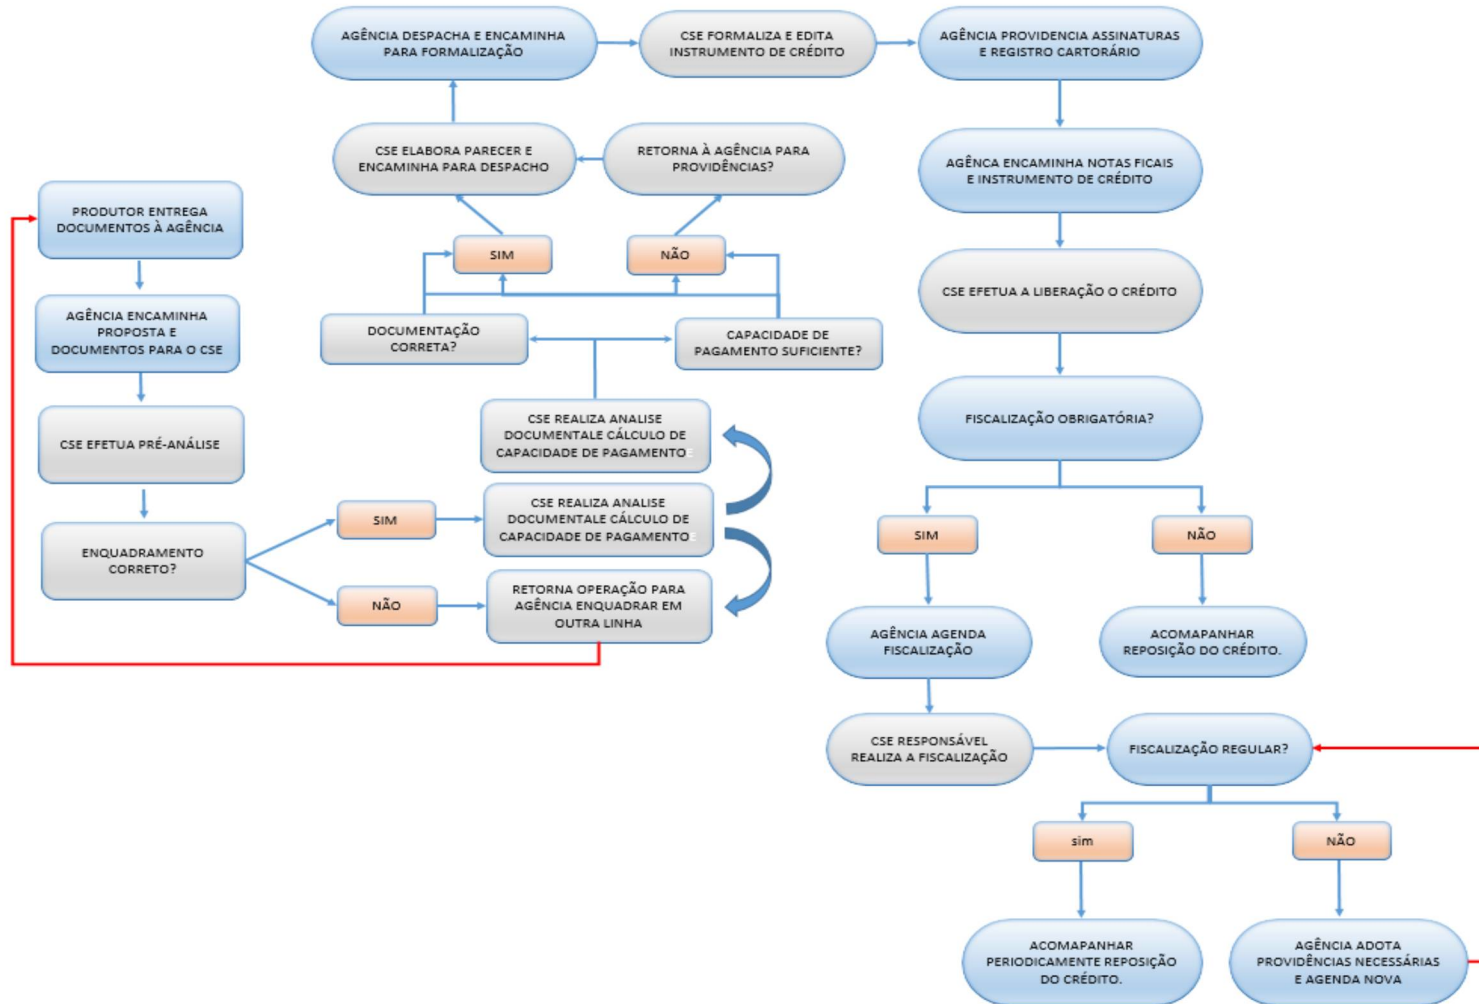 AGÊNCIA DESPACHA E ENCAMINHA
PARA FORMALIZAÇÃO
CSE FORMALIZA E EDITA
INSTRUMENTO DE CRÉDITO
AGÊNCIA PROVIDENCIA ASSINATURAS
E REGISTRO CARTORÁRIO
CSE ELABORA PARECER E
ENCAMINHA PARA DESPACHO
RETORNA À AGÊNCIA PARA
PROVIDÊNCIAS?
AGÊNCA ENCAMINHA NOTAS FICAIS
E INSTRUMENTO DE CRÉDITO
PRODUTOR ENTREGA
DOCUMENTOS À AGÊNCIA
SIM
NÃO
CSE EFETUA A LIBERAÇÃO O CRÉDITO
AGÊNCIA ENCAMINHA
PROPOSTA E
DOCUMENTOS PARA O CSE
DOCUMENTAÇÃO
CORRETA?
CAPACIDADE DE
PAGAMENTO SUFICIENTE?
CSE EFETUA PRÉ-ANÁLISE
CSE REALIZA ANALISE
DOCUMENTALE CÁLCULO DE
CAPACIDADE DE PAGAMENTOE
FISCALIZAÇÃO OBRIGATÓRIA?
ENQUADRAMENTO
CORRETO?
SIM
CSE REALIZA ANALISE
DOCUMENTALE CÁLCULO DE
CAPACIDADE DE PAGAMENTOE
NÃO
RETORNA OPERAÇÃO PARA
AGÊNCIA ENQUADRAR EM
OUTRA LINHA
SIM
NÃO
AGÊNCIA AGENDA
FISCALIZAÇÃO
ACOMAPANHAR
REPOSIÇÃO DO CRÉDITO.
CSE RESPONSÁVEL
REALIZA A FISCALIZAÇÃO
FISCALIZAÇÃO REGULAR?
sim
NÃO
ACOMAPANHAR
PERIODICAMENTE REPOSIÇÃO
DO CRÉDITO.
AGÊNCIA ADOTA
PROVIDÊNCIAS NECESSÁRIAS
E AGENDA NOVA